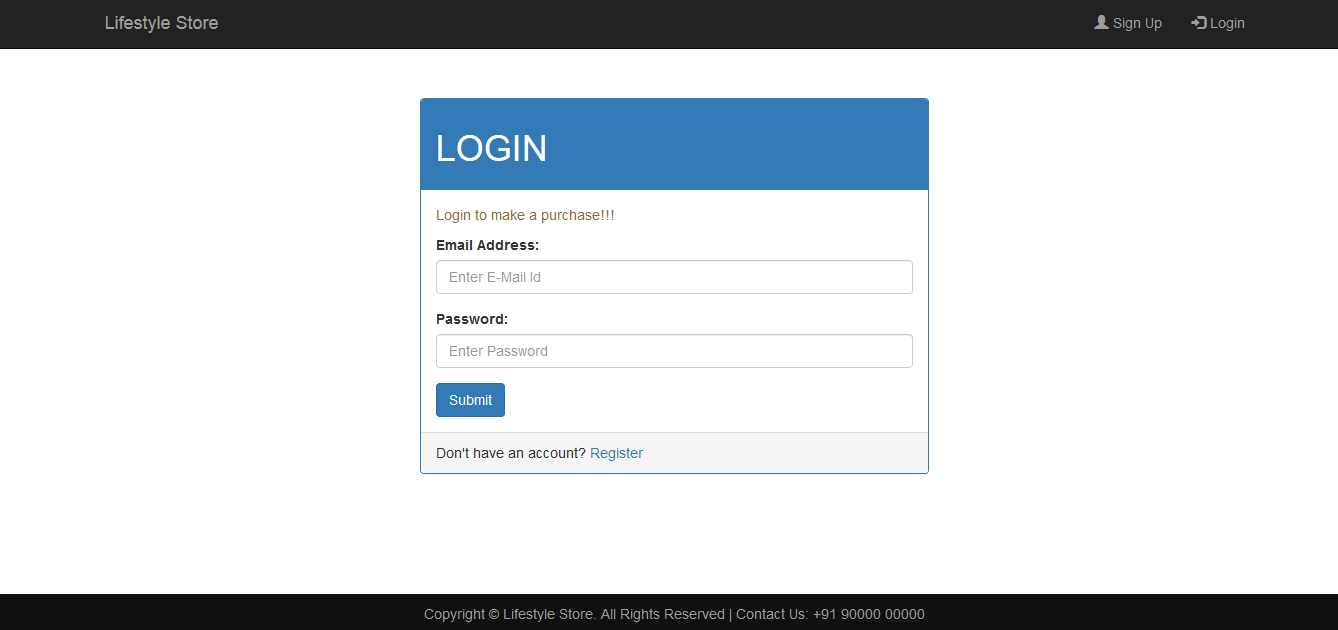 Lifestyle Store
Sign Up
Login
LOGIN
Login to make a purchase!!!
Email Address:
Enter E-Mail Id
Password:
Enter Password
Submit
Don't have an account? Register
Copyright © Lifestyle Store. All Rights Reserved | Contact Us: +91 90000 00000